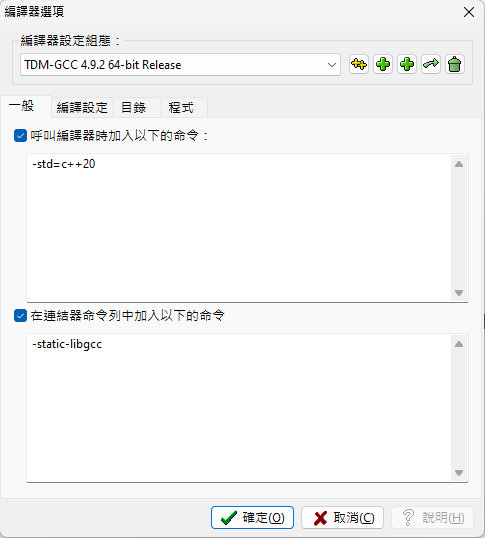 編譯器選項
編譯器設定組態：
TDM-GCC 4.9.2 64-bit Release
一般 編譯設定 目錄 程式
呼叫編譯器時加入以下的命令：
-std=c++20
在連結器命令列中加入以下的命令
-static-libgcc
確定(O) 取消(C) 說明(H)